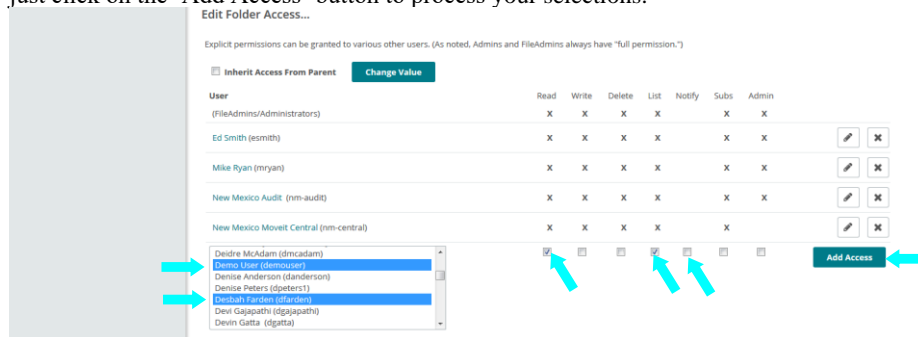 just click on the "Add Access" button to process your selections.
Edit Folder Access...
Explicit permissions can be granted to various other users. (As noted, Admins and FileAdmins always have "full permission.")
Inherit Access From Parent Change Value
User Read Write Delete List Notify Subs Admin
(FileAdmins/Administrators) X X X X X X
Ed Smith (esmith) X X X X X X
Mike Ryan (mryan) X X X X X X
New Mexico Audit (nm-audit) X X X X X X
New Mexico Moveit Central (nm-central) X X X X X
Deidre McAdam (dmcadam)
Demo User (demouser) Add Access
Denise Anderson (danderson)
Denise Peters (dpeters1)
Desbah Farden (dfarden)
Devi Gajapathi (dgajapathi)
Devin Gatta (dgatta)